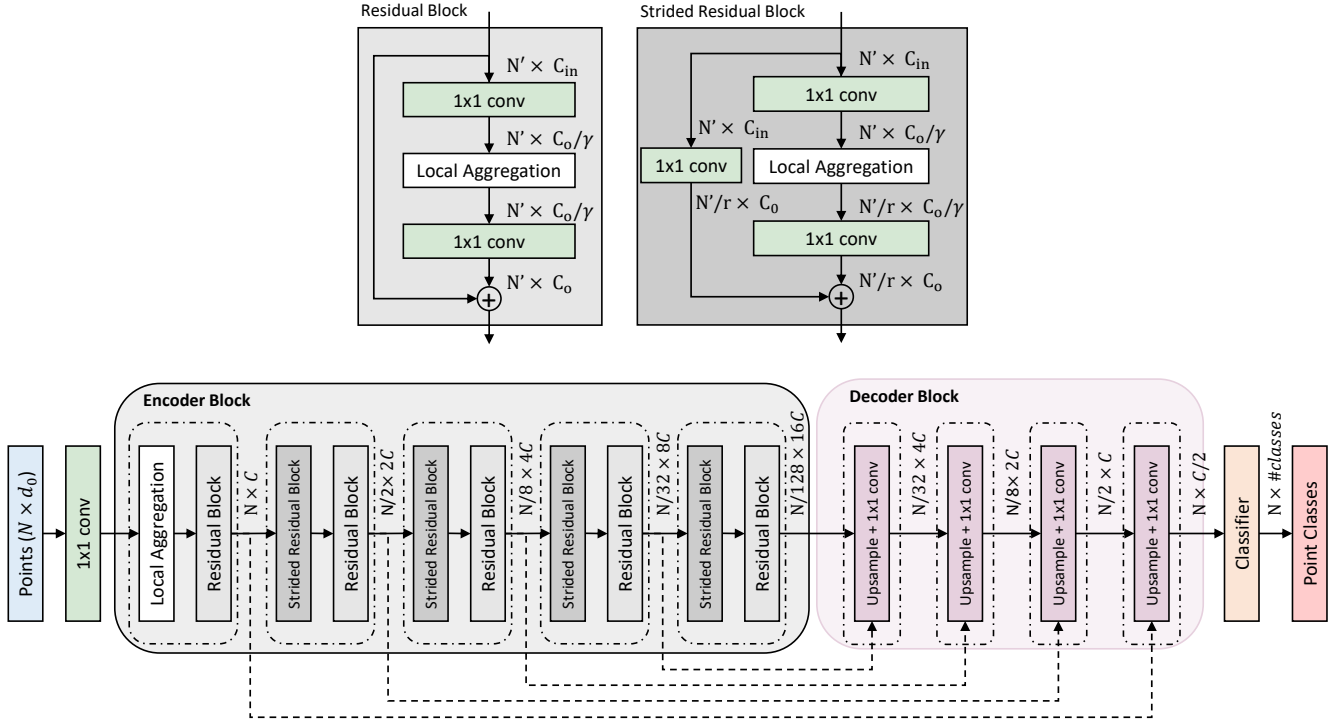 Residual Block
N' × C_in
1x1 conv
N' × C_o/γ
Local Aggregation
N' × C_o/γ
1x1 conv
N' × C_o
+
Strided Residual Block
N' × C_in
1x1 conv
N' × C_in
N' × C_o/γ
1x1 conv
Local Aggregation
N'/r × C_0
N'/r × C_o/γ
1x1 conv
N'/r × C_o
+
Encoder Block
Decoder Block
Points (N × d_0)
1x1 conv
Local Aggregation
Residual Block
N × C
Strided Residual Block
Residual Block
N/2 × 2C
Strided Residual Block
Residual Block
N/8 × 4C
Strided Residual Block
Residual Block
N/32 × 8C
Strided Residual Block
Residual Block
N/128 × 16C
Upsample + 1x1 conv
N/32 × 4C
Upsample + 1x1 conv
N/8 × 2C
Upsample + 1x1 conv
N/2 × C
Upsample + 1x1 conv
N × C/2
Classifier
N × #classes
Point Classes